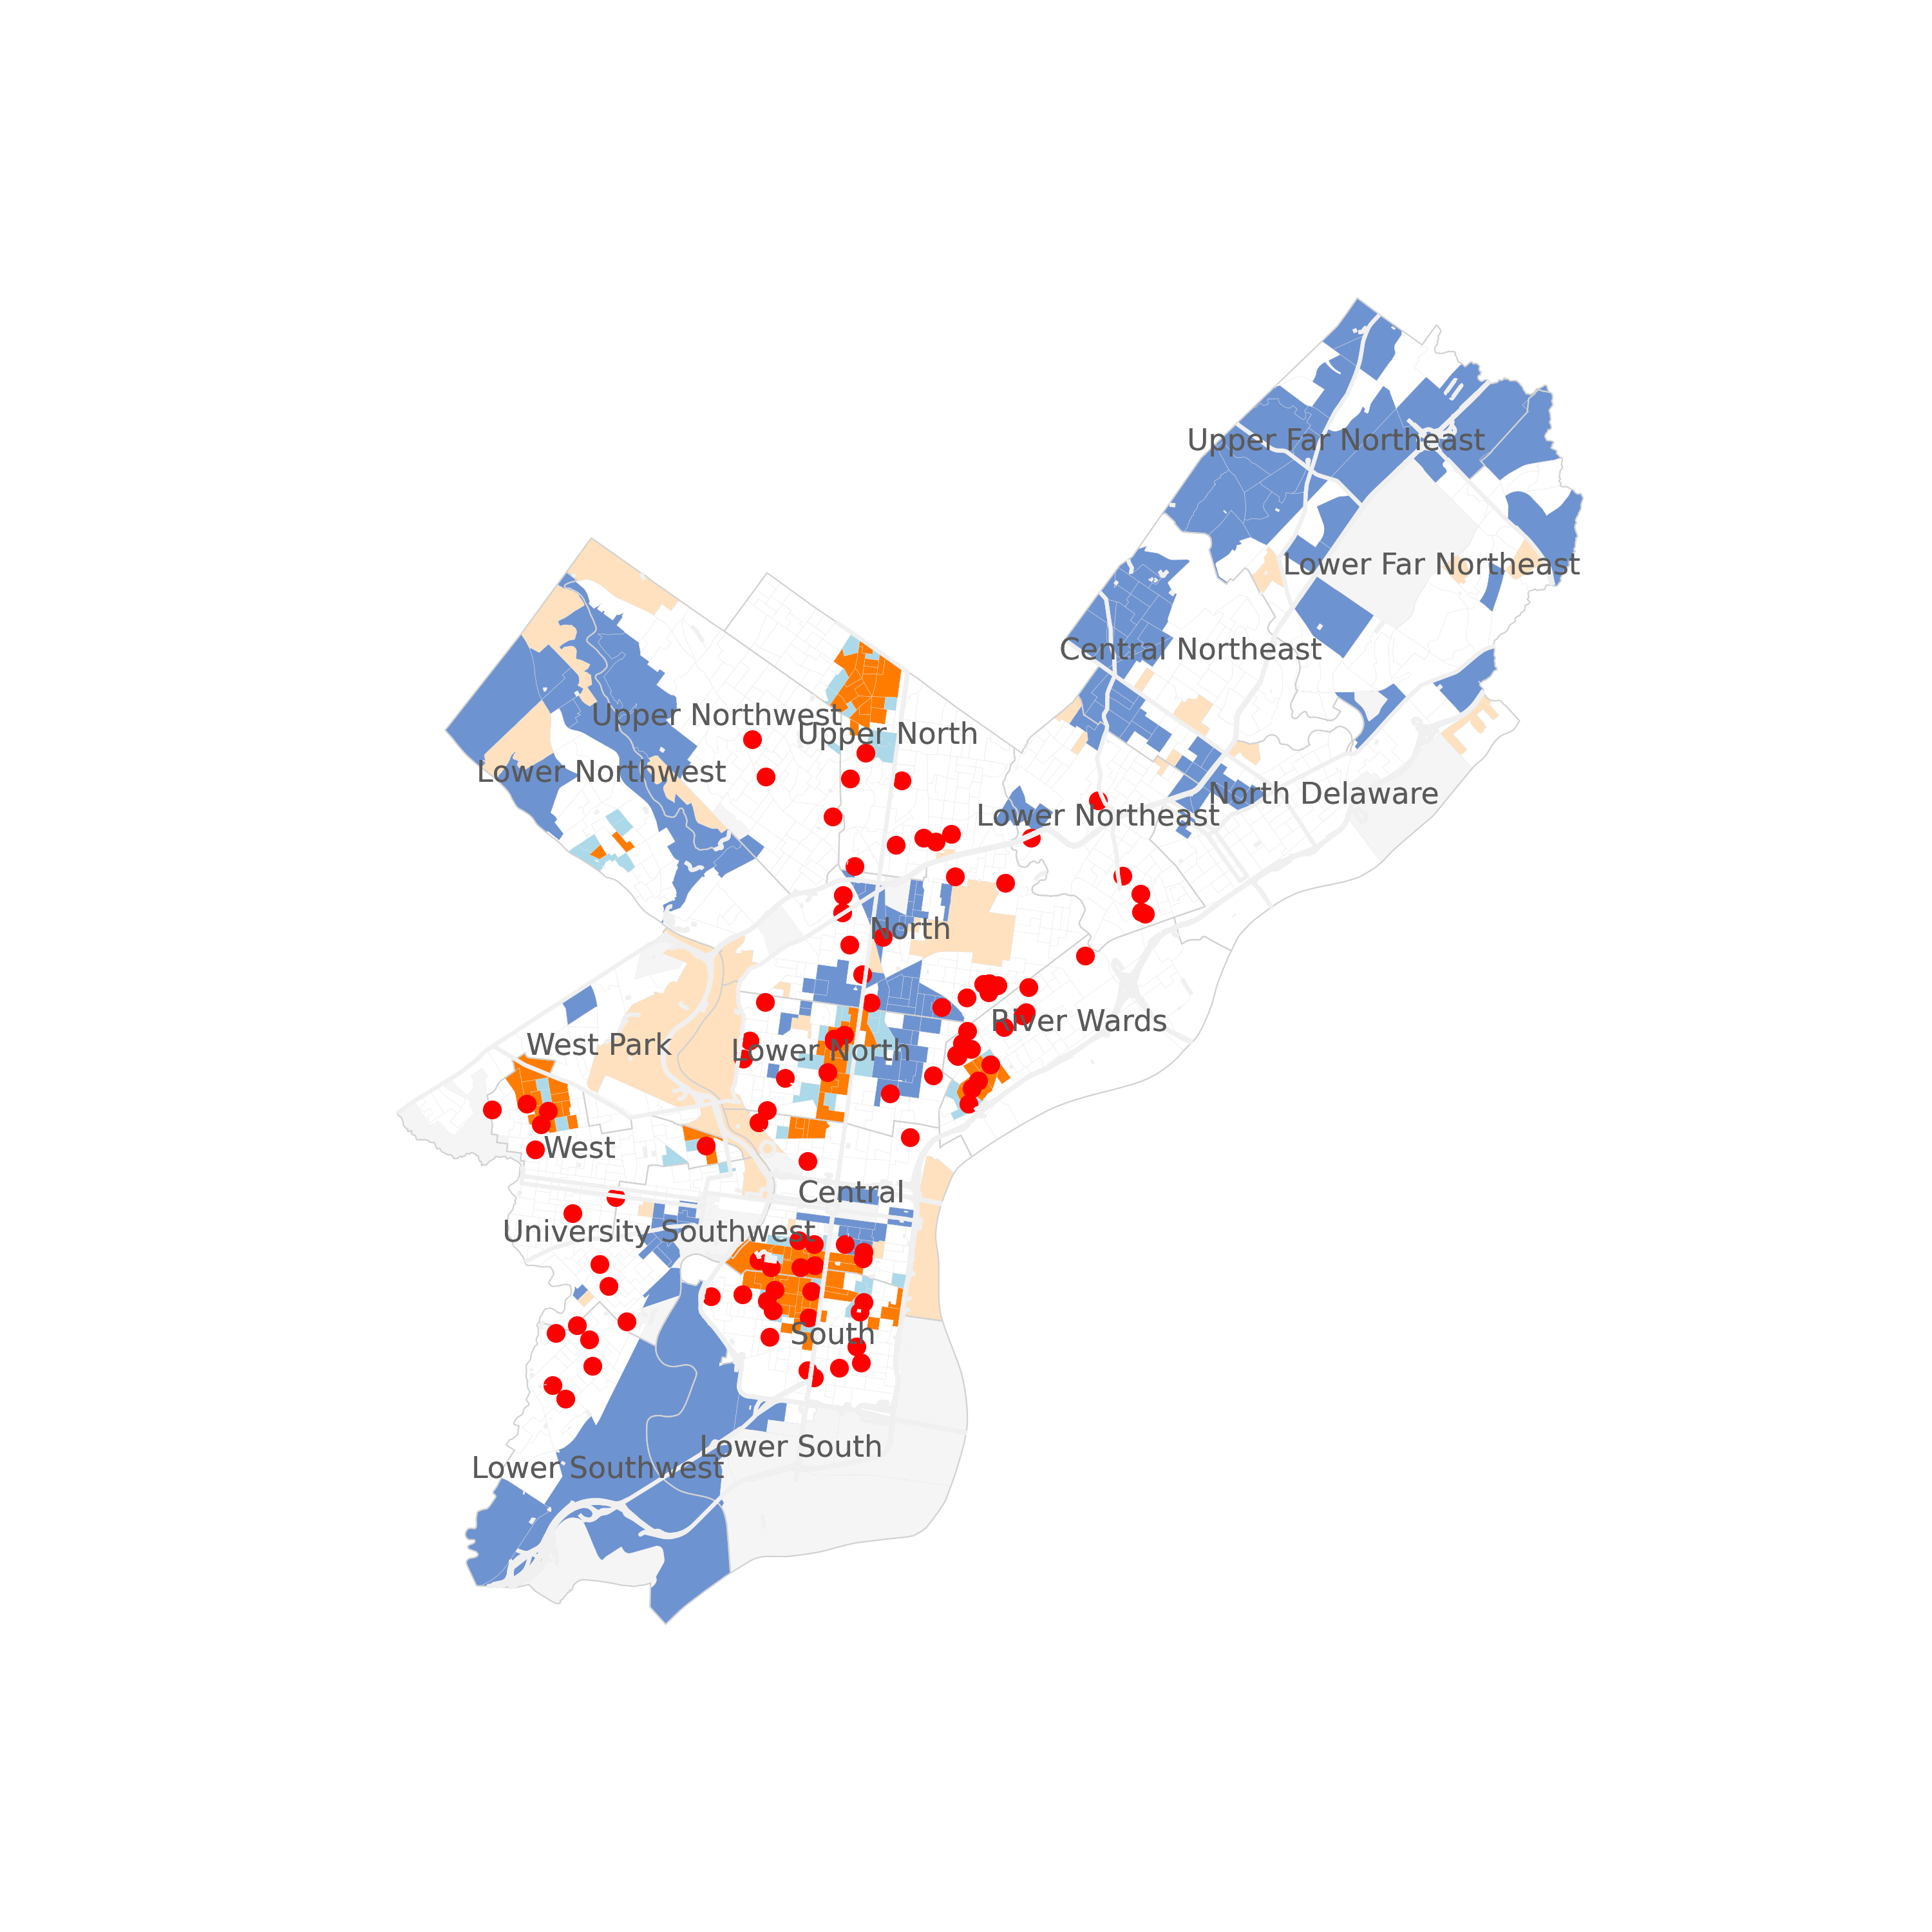 Upper Far Northeast
Lower Far Northeast
Central Northeast
Upper Northwest
Upper North
Lower Northwest
North Delaware
Lower Northeast
North
River Wards
West Park
Lower North
West
Central
University Southwest
South
Lower South
Lower Southwest